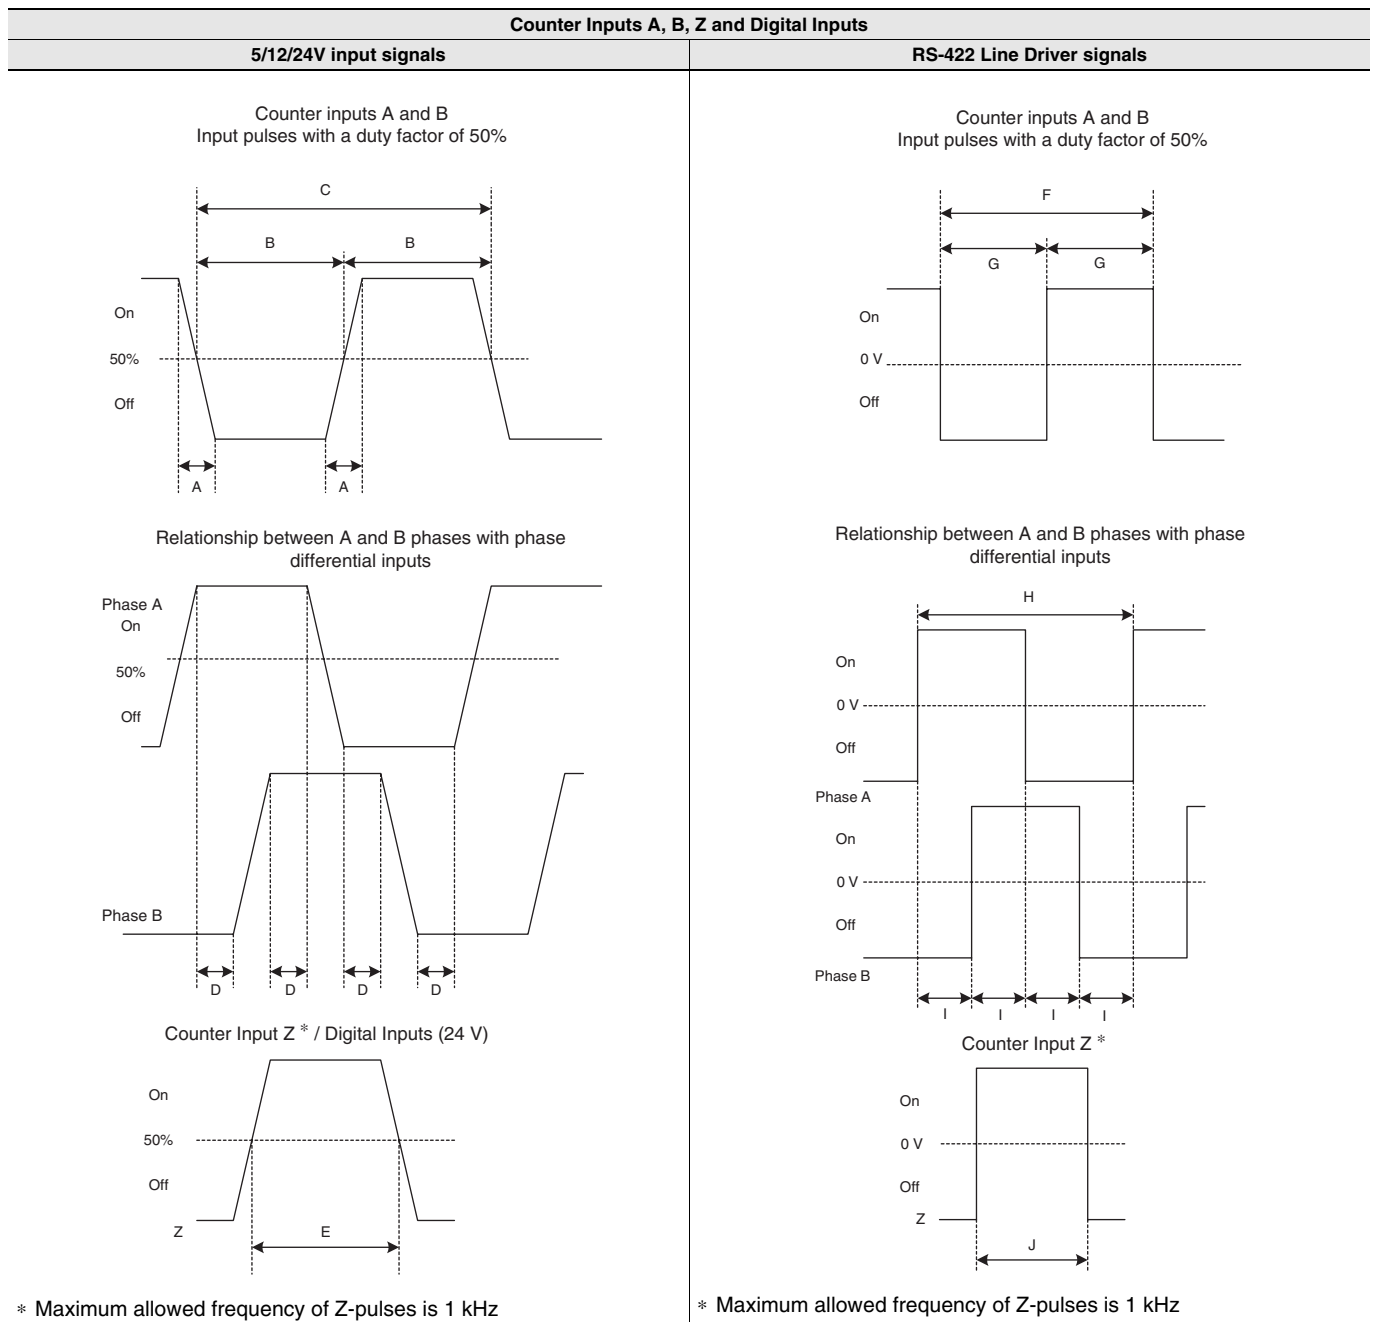 Counter Inputs A, B, Z and Digital Inputs
5/12/24V input signals
Counter inputs A and B
Input pulses with a duty factor of 50%
C
B B
On
50%
Off
A A
Relationship between A and B phases with phase
differential inputs
Phase A
On
50%
Off
Phase B
D D D D
Counter Input Z * / Digital Inputs (24 V)
On
50%
Off
Z
E
* Maximum allowed frequency of Z-pulses is 1 kHz
RS-422 Line Driver signals
Counter inputs A and B
Input pulses with a duty factor of 50%
F
G G
On
0 V
Off
Relationship between A and B phases with phase
differential inputs
H
On
0 V
Off
Phase A
On
0 V
Off
Phase B
I I I I
Counter Input Z *
On
0 V
Off
Z
J
* Maximum allowed frequency of Z-pulses is 1 kHz